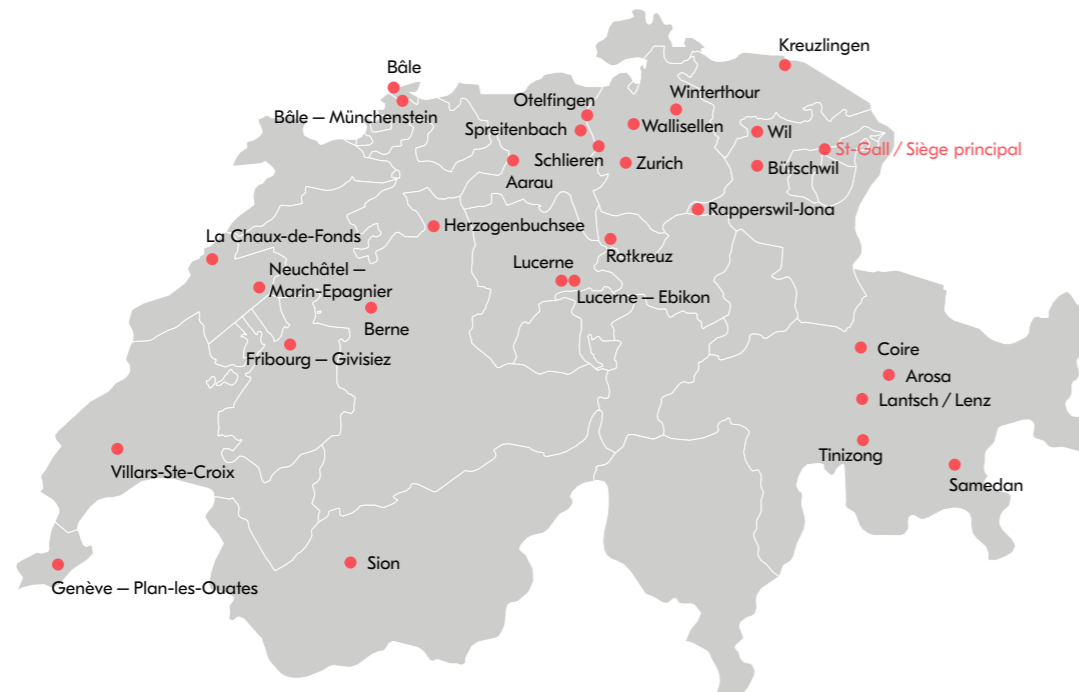 Kreuzlingen
Bâle
Winterthour
Otelfingen
Bâle – Münchenstein
Wallisellen
Spreitenbach
Wil
St-Gall / Siège principal
Schlieren
Zurich
Bütschwil
Aarau
Rapperswil-Jona
Herzogenbuchsee
La Chaux-de-Fonds
Rotkreuz
Lucerne
Neuchâtel –
Marin-Epagnier
Lucerne – Ebikon
Berne
Coire
Fribourg – Givisiez
Arosa
Lantsch / Lenz
Tinizong
Villars-Ste-Croix
Samedan
Sion
Genève – Plan-les-Ouates